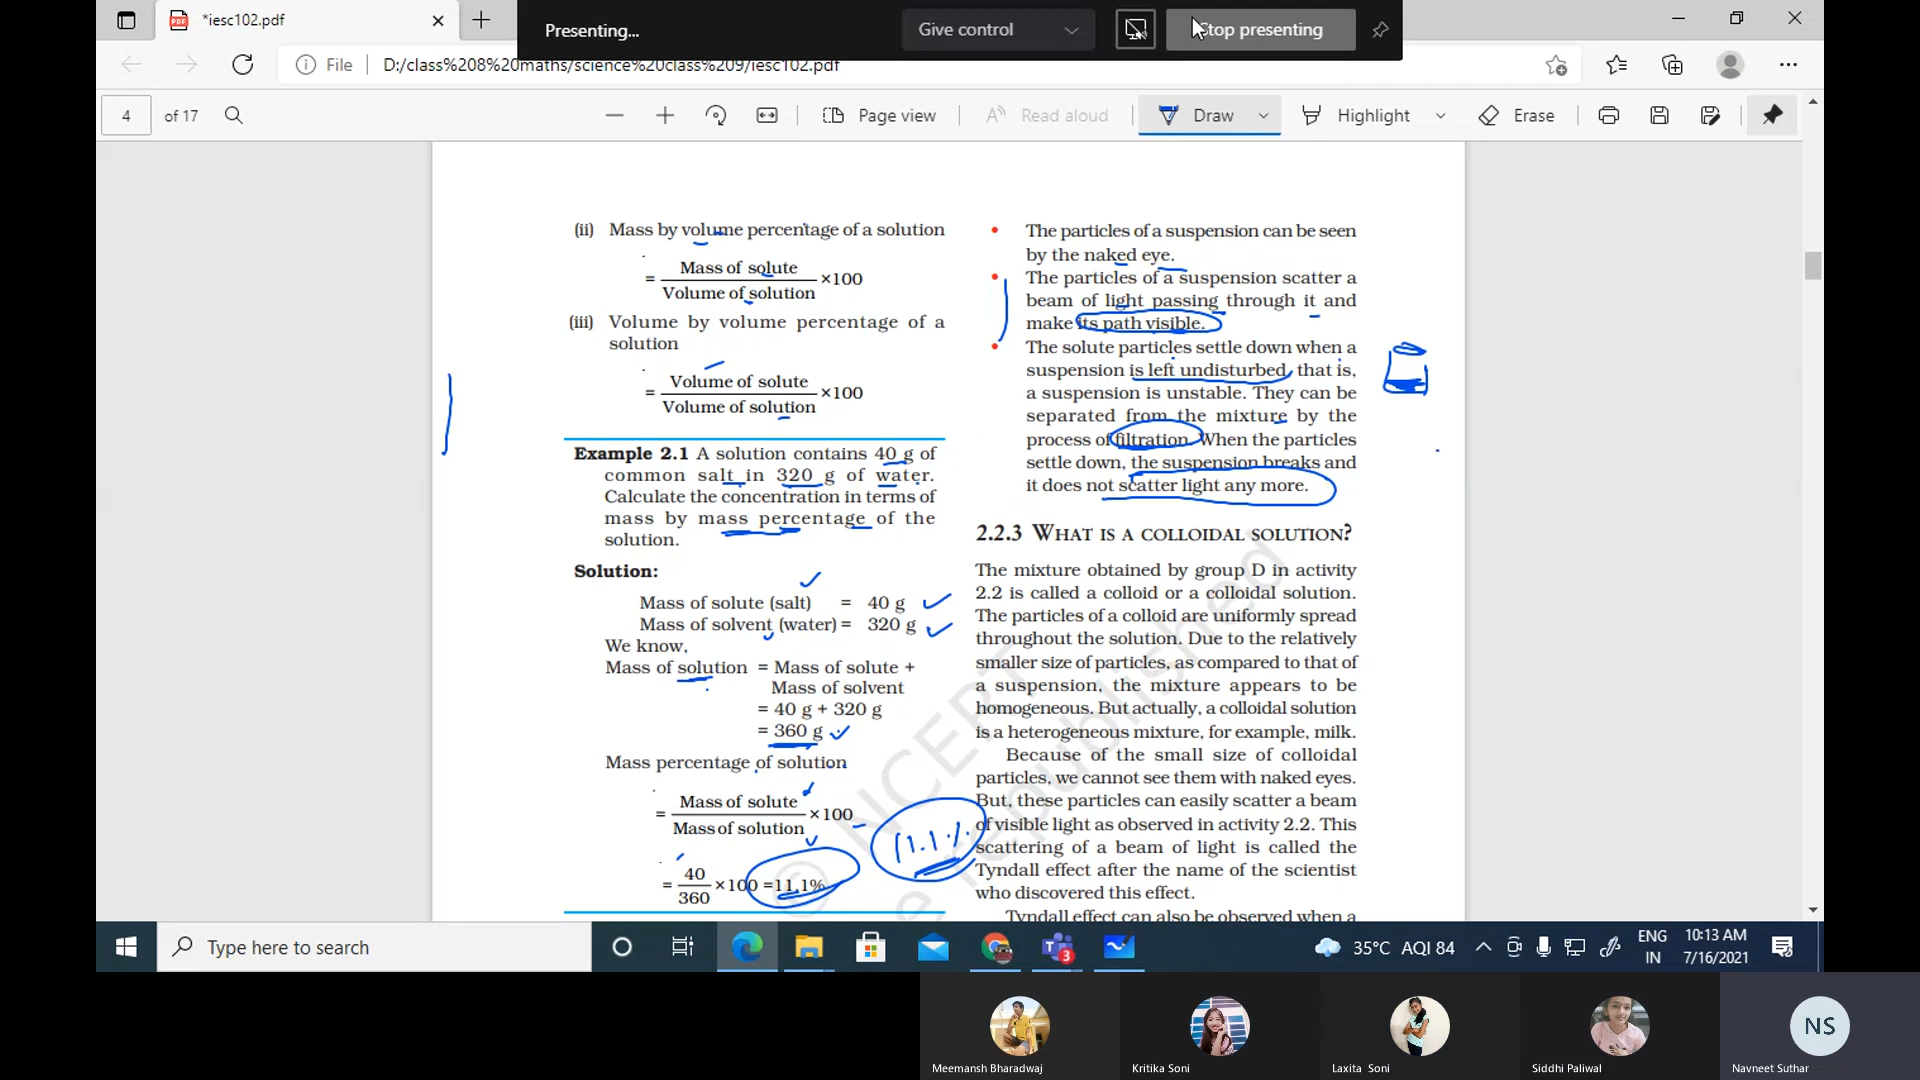 *iesc102.pdf
Presenting...
Give control
Stop presenting
File
D:/class%208%20maths/science%20class%209/iesc102.pdf
4 of 17
Page view
Read aloud
Draw
Highlight
Erase
(ii) Mass by volume percentage of a solution
= Mass of solute
Volume of solution ×100
(iii) Volume by volume percentage of a
solution
= Volume of solute
Volume of solution ×100
Example 2.1 A solution contains 40 g of
common salt in 320 g of water.
Calculate the concentration in terms of
mass by mass percentage of the
solution.
Solution:
Mass of solute (salt) = 40 g
Mass of solvent (water) = 320 g
We know,
Mass of solution = Mass of solute +
Mass of solvent
= 40 g + 320 g
= 360 g
Mass percentage of solution
= Mass of solute
Mass of solution ×100
11.1%
= 40
360 ×100 =11.1%
• The particles of a suspension can be seen
by the naked eye.
• The particles of a suspension scatter a
beam of light passing through it and
make its path visible.
• The solute particles settle down when a
suspension is left undisturbed, that is,
a suspension is unstable. They can be
separated from the mixture by the
process of filtration. When the particles
settle down, the suspension breaks and
it does not scatter light any more.
2.2.3 WHAT IS A COLLOIDAL SOLUTION?
The mixture obtained by group D in activity
2.2 is called a colloid or a colloidal solution.
The particles of a colloid are uniformly spread
throughout the solution. Due to the relatively
smaller size of particles, as compared to that of
a suspension, the mixture appears to be
homogeneous. But actually, a colloidal solution
is a heterogeneous mixture, for example, milk.
Because of the small size of colloidal
particles, we cannot see them with naked eyes.
But, these particles can easily scatter a beam
of visible light as observed in activity 2.2. This
scattering of a beam of light is called the
Tyndall effect after the name of the scientist
who discovered this effect.
Tyndall effect can also be observed when a
© NCERT
republished
Type here to search
3
35°C AQI 84
ENG
IN
10:13 AM
7/16/2021
Meemansh Bharadwaj
Kritika Soni
Laxita Soni
Siddhi Paliwal
NS
Navneet Suthar